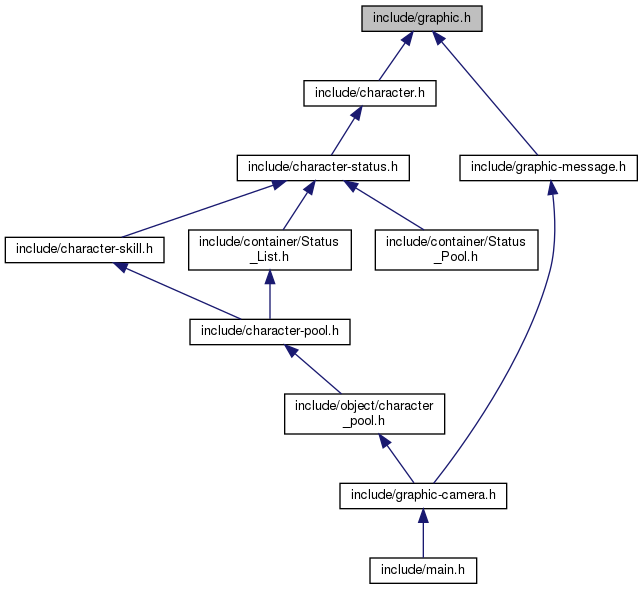 include/graphic.h
include/character.h
include/character-status.h
include/graphic-message.h
include/character-skill.h
include/container/Status
_List.h
include/container/Status
_Pool.h
include/character-pool.h
include/object/character
_pool.h
include/graphic-camera.h
include/main.h